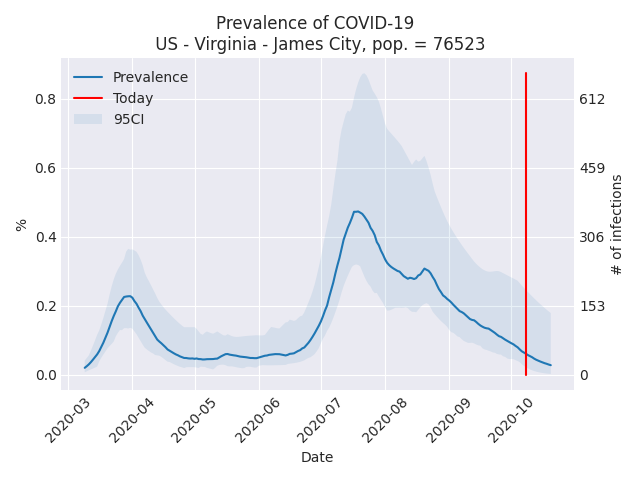 Prevalence of COVID-19
US - Virginia - James City, pop. = 76523
Prevalence
Today
95CI
0.8
0.6
0.4
0.2
0.0
%
612
459
306
153
0
# of infections
2020-03
2020-04
2020-05
2020-06
2020-07
2020-08
2020-09
2020-10
Date